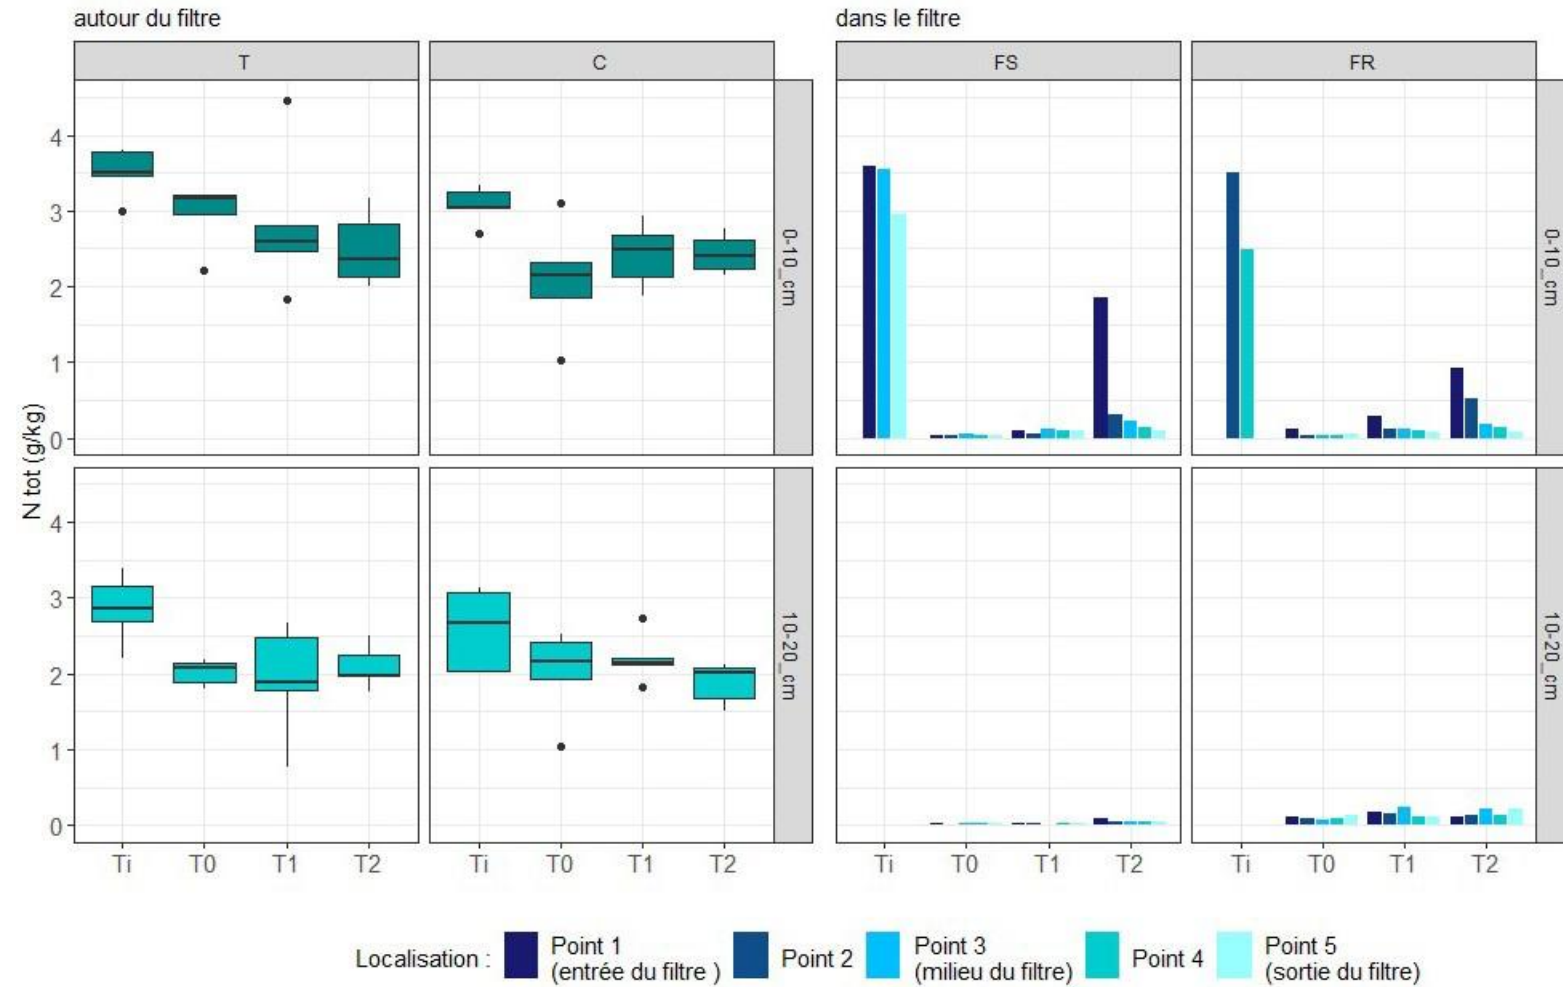 autour du filtre
dans le filtre
T
C
FS
FR
4
3
2
1
0
0-10_cm
0-10_cm
N tot (g/kg)
4
3
2
1
0
10-20_cm
10-20_cm
Ti T0 T1 T2
Ti T0 T1 T2
Ti T0 T1 T2
Ti T0 T1 T2
Localisation :
Point 1
(entrée du filtre )
Point 2
Point 3
(milieu du filtre)
Point 4
Point 5
(sortie du filtre)